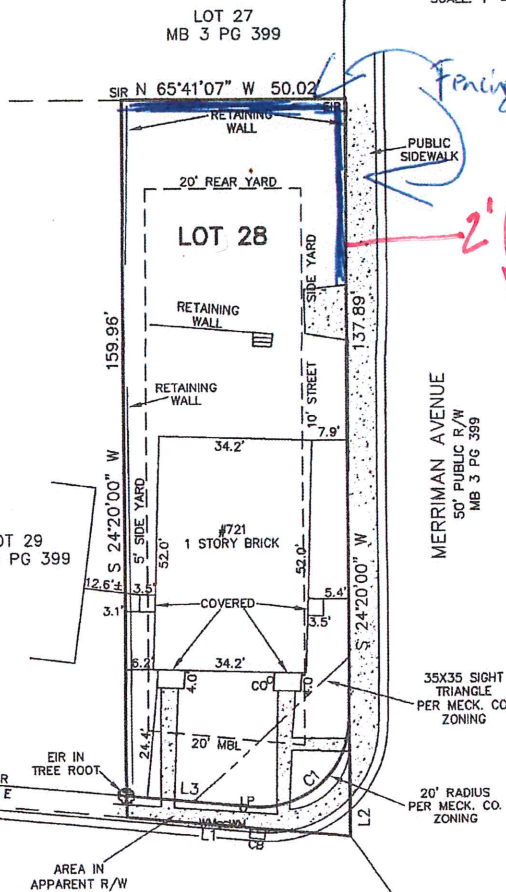 LOT 27
MB 3 PG 399
SIR N 65°41'07" W 50.02'
EIR
Fencing
RETAINING
WALL
PUBLIC
SIDEWALK
20' REAR YARD
LOT 28
2'
SIDE YARD
10' STREET
RETAINING
WALL
159.96'
137.89'
RETAINING
WALL
S 24°20'00" W
5' SIDE YARD
MERRIMAN AVENUE
50' PUBLIC R/W
MB 3 PG 399
7.9'
34.2'
#721
1 STORY BRICK
52.0'
52.0'
S 24°20'00" W
OT 29
PG 399
12.6'±
3.5'
3.1'
COVERED
5.4'
3.5'
6.2'
34.2'
4.0'
CO
4.0'
35X35 SIGHT
TRIANGLE
PER MECK. CO
ZONING
24.4'
20' MBL
EIR IN
TREE ROOT
L3
LP
C1
20' RADIUS
PER MECK. CO.
ZONING
R
E
L1
CB
L2
AREA IN
APPARENT R/W